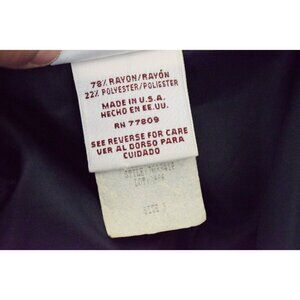 78% RAYON/RAYÓN
22% POLYESTER/POLIESTER
MADE IN U.S.A.
HECHO EN EE.UU.
RN 77809
SEE REVERSE FOR CARE
VER AL DORSO PARA
CUIDADO